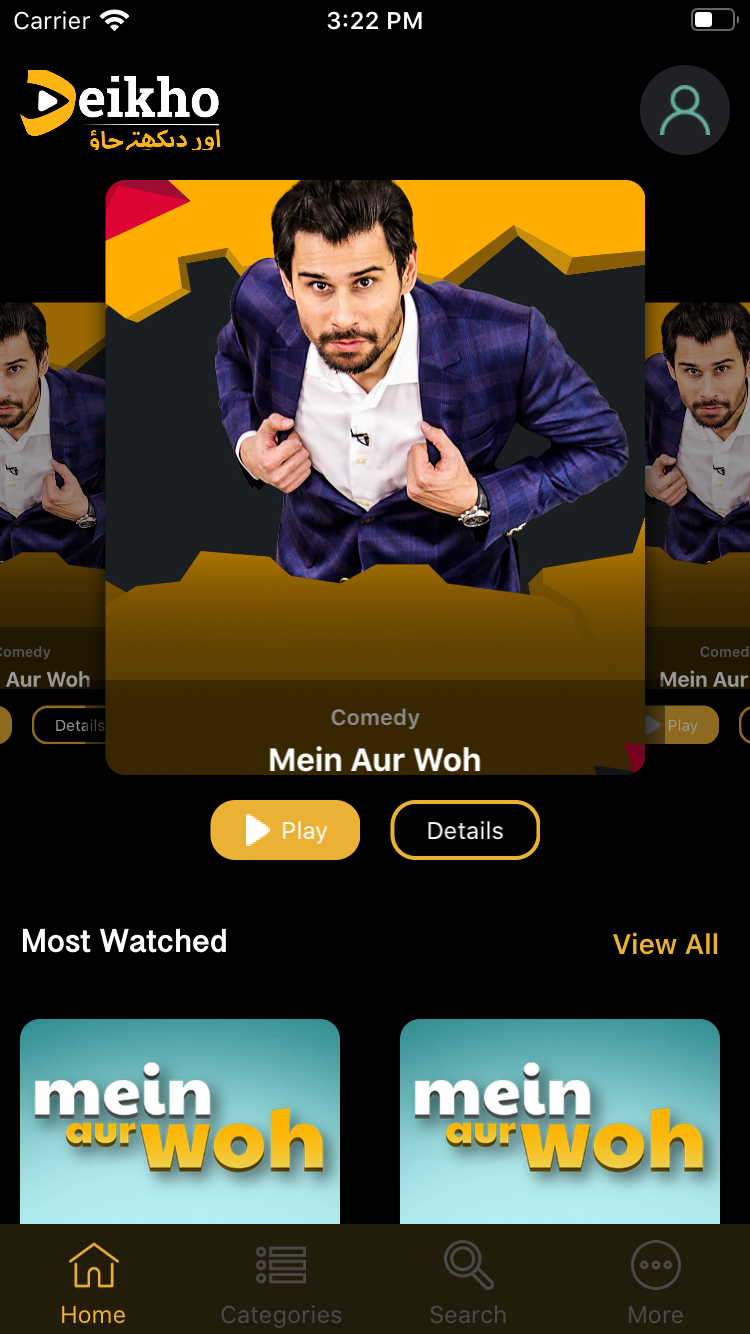 Carrier 3:22 PM
Deikho
اور دیکھتے جاؤ
Comedy
Mein Aur Woh
Play Details
Comedy
Aur Woh
Details
Comed
Mein Aur
Play
Most Watched View All
mein
aur woh
mein
aur woh
Home Categories Search More